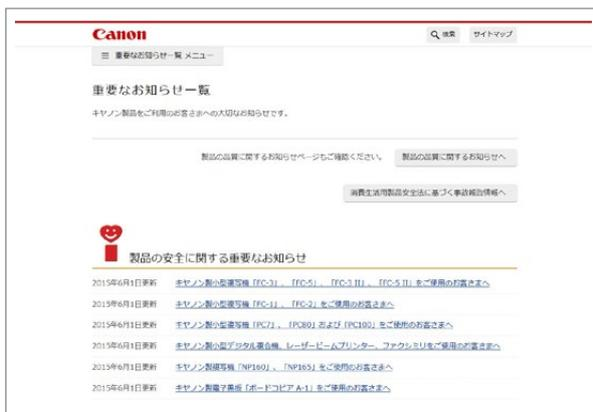 Canon
検索 サイトマップ
重要なお知らせ一覧 メニュー
重要なお知らせ一覧
キヤノン製品をご利用のお客さまへの大切なお知らせです。
製品の品質に関するお知らせページもご確認ください。 製品の品質に関するお知らせへ
消費生活用製品安全法に基づく事故報告情報へ
製品の安全に関する重要なお知らせ
2015年6月1日更新 キヤノン製小型複写機「FC-3」、「FC-5」、「FC-3 II」、「FC-5 II」をご使用のお客さまへ
2015年6月1日更新 キヤノン製小型複写機「FC-1」、「FC-2」をご使用のお客さまへ
2015年6月1日更新 キヤノン製小型複写機「PC7」、「PC80」および「PC100」をご使用のお客さまへ
2015年6月1日更新 キヤノン製小型デジタル複合機、レーザービームプリンター、ファクシミリをご使用のお客さまへ
2015年6月1日更新 キヤノン製複写機「NP160」、「NP165」をご使用のお客さまへ
2015年6月1日更新 キヤノン製電子黒板「ボードコピア A-1」をご使用のお客さまへ